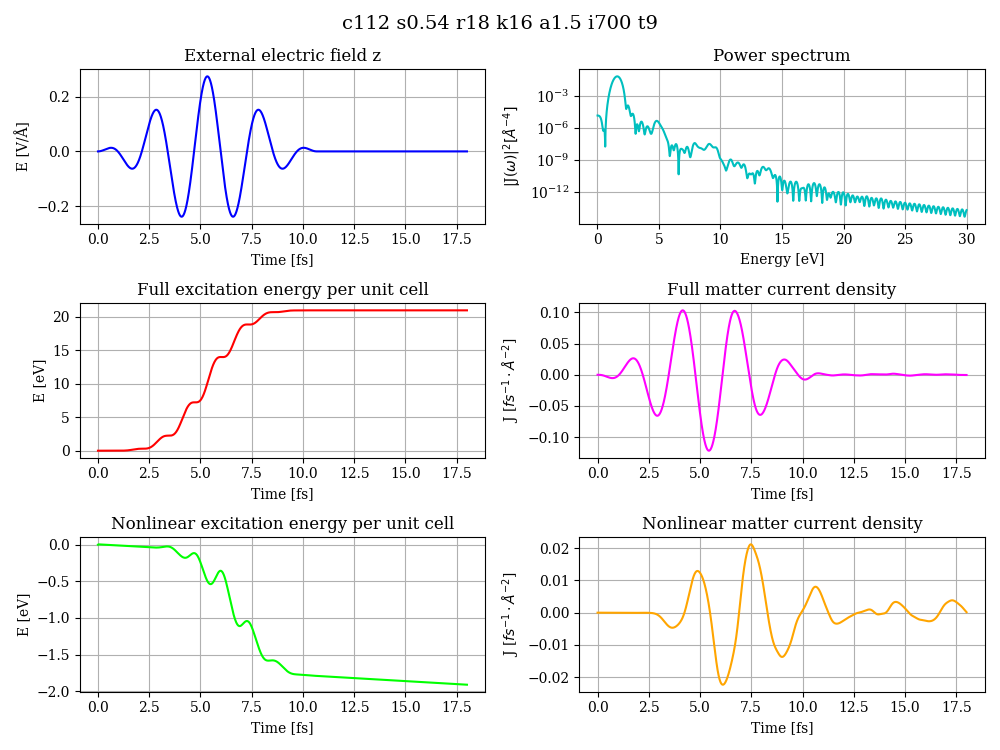 c112 s0.54 r18 k16 a1.5 i700 t9
External electric field z
E [V/Å]
0.2
0.0
−0.2
0.0 2.5 5.0 7.5 10.0 12.5 15.0 17.5
Time [fs]
Power spectrum
|J(ω)|²[Å⁻⁴]
10⁻³
10⁻⁶
10⁻⁹
10⁻¹²
0 5 10 15 20 25 30
Energy [eV]
Full excitation energy per unit cell
E [eV]
20
15
10
5
0
0.0 2.5 5.0 7.5 10.0 12.5 15.0 17.5
Time [fs]
Full matter current density
J [fs⁻¹ · Å⁻²]
0.10
0.05
0.00
−0.05
−0.10
0.0 2.5 5.0 7.5 10.0 12.5 15.0 17.5
Time [fs]
Nonlinear excitation energy per unit cell
E [eV]
0.0
−0.5
−1.0
−1.5
−2.0
0.0 2.5 5.0 7.5 10.0 12.5 15.0 17.5
Time [fs]
Nonlinear matter current density
J [fs⁻¹ · Å⁻²]
0.02
0.01
0.00
−0.01
−0.02
0.0 2.5 5.0 7.5 10.0 12.5 15.0 17.5
Time [fs]